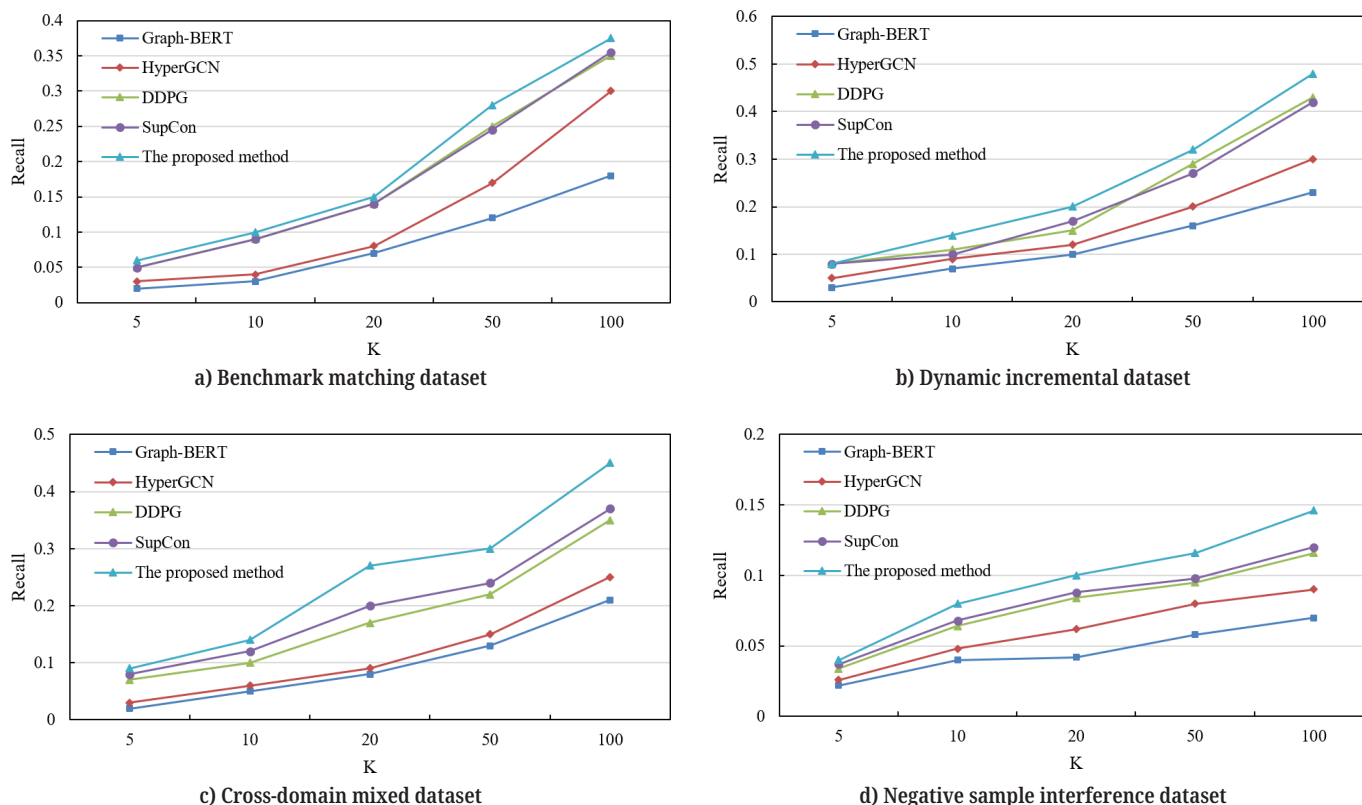 0.4
0.35
0.3
0.25
0.2
0.15
0.1
0.05
0
Recall
Graph-BERT
HyperGCN
DDPG
SupCon
The proposed method
5 10 20 50 100
K
a) Benchmark matching dataset
0.6
0.5
0.4
0.3
0.2
0.1
0
Recall
Graph-BERT
HyperGCN
DDPG
SupCon
The proposed method
5 10 20 50 100
K
b) Dynamic incremental dataset
0.5
0.4
0.3
0.2
0.1
0
Recall
Graph-BERT
HyperGCN
DDPG
SupCon
The proposed method
5 10 20 50 100
K
c) Cross-domain mixed dataset
0.2
0.15
0.1
0.05
0
Recall
Graph-BERT
HyperGCN
DDPG
SupCon
The proposed method
5 10 20 50 100
K
d) Negative sample interference dataset